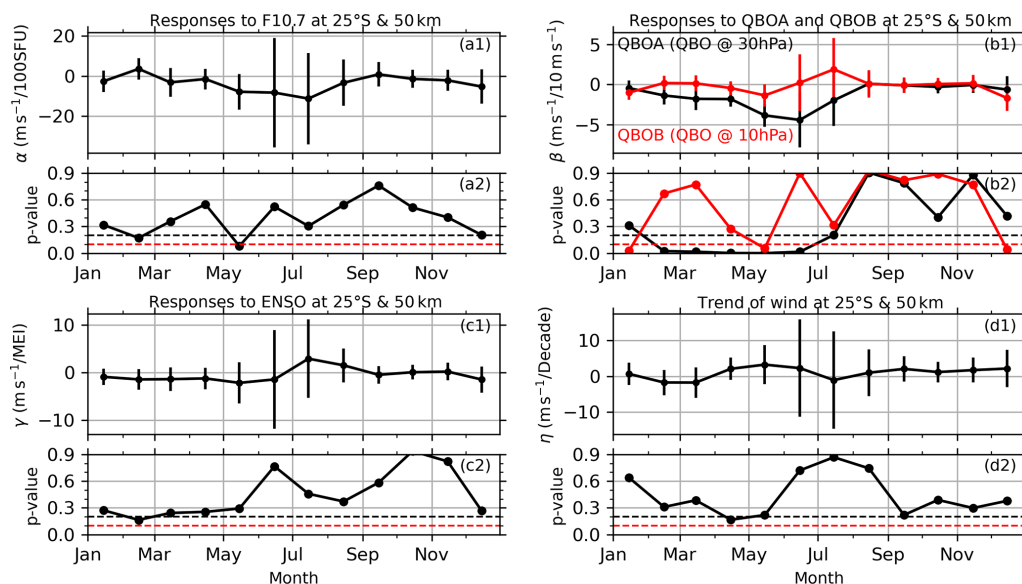 Responses to F10.7 at 25°S & 50 km
20
0
−20
α (m s⁻¹/100SFU)
(a1)
0.9
0.6
0.3
0.0
p-value
(a2)
Jan Mar May Jul Sep Nov
Responses to QBOA and QBOB at 25°S & 50 km
5
0
−5
β (m s⁻¹/10 m s⁻¹)
QBOA (QBO @ 30hPa)
(b1)
QBOB (QBO @ 10hPa)
0.9
0.6
0.3
0.0
p-value
(b2)
Jan Mar May Jul Sep Nov
Responses to ENSO at 25°S & 50 km
10
0
−10
γ (m s⁻¹/MEI)
(c1)
0.9
0.6
0.3
0.0
p-value
(c2)
Jan Mar May Jul Sep Nov
Month
Trend of wind at 25°S & 50 km
10
0
−10
η (m s⁻¹/Decade)
(d1)
0.9
0.6
0.3
0.0
p-value
(d2)
Jan Mar May Jul Sep Nov
Month